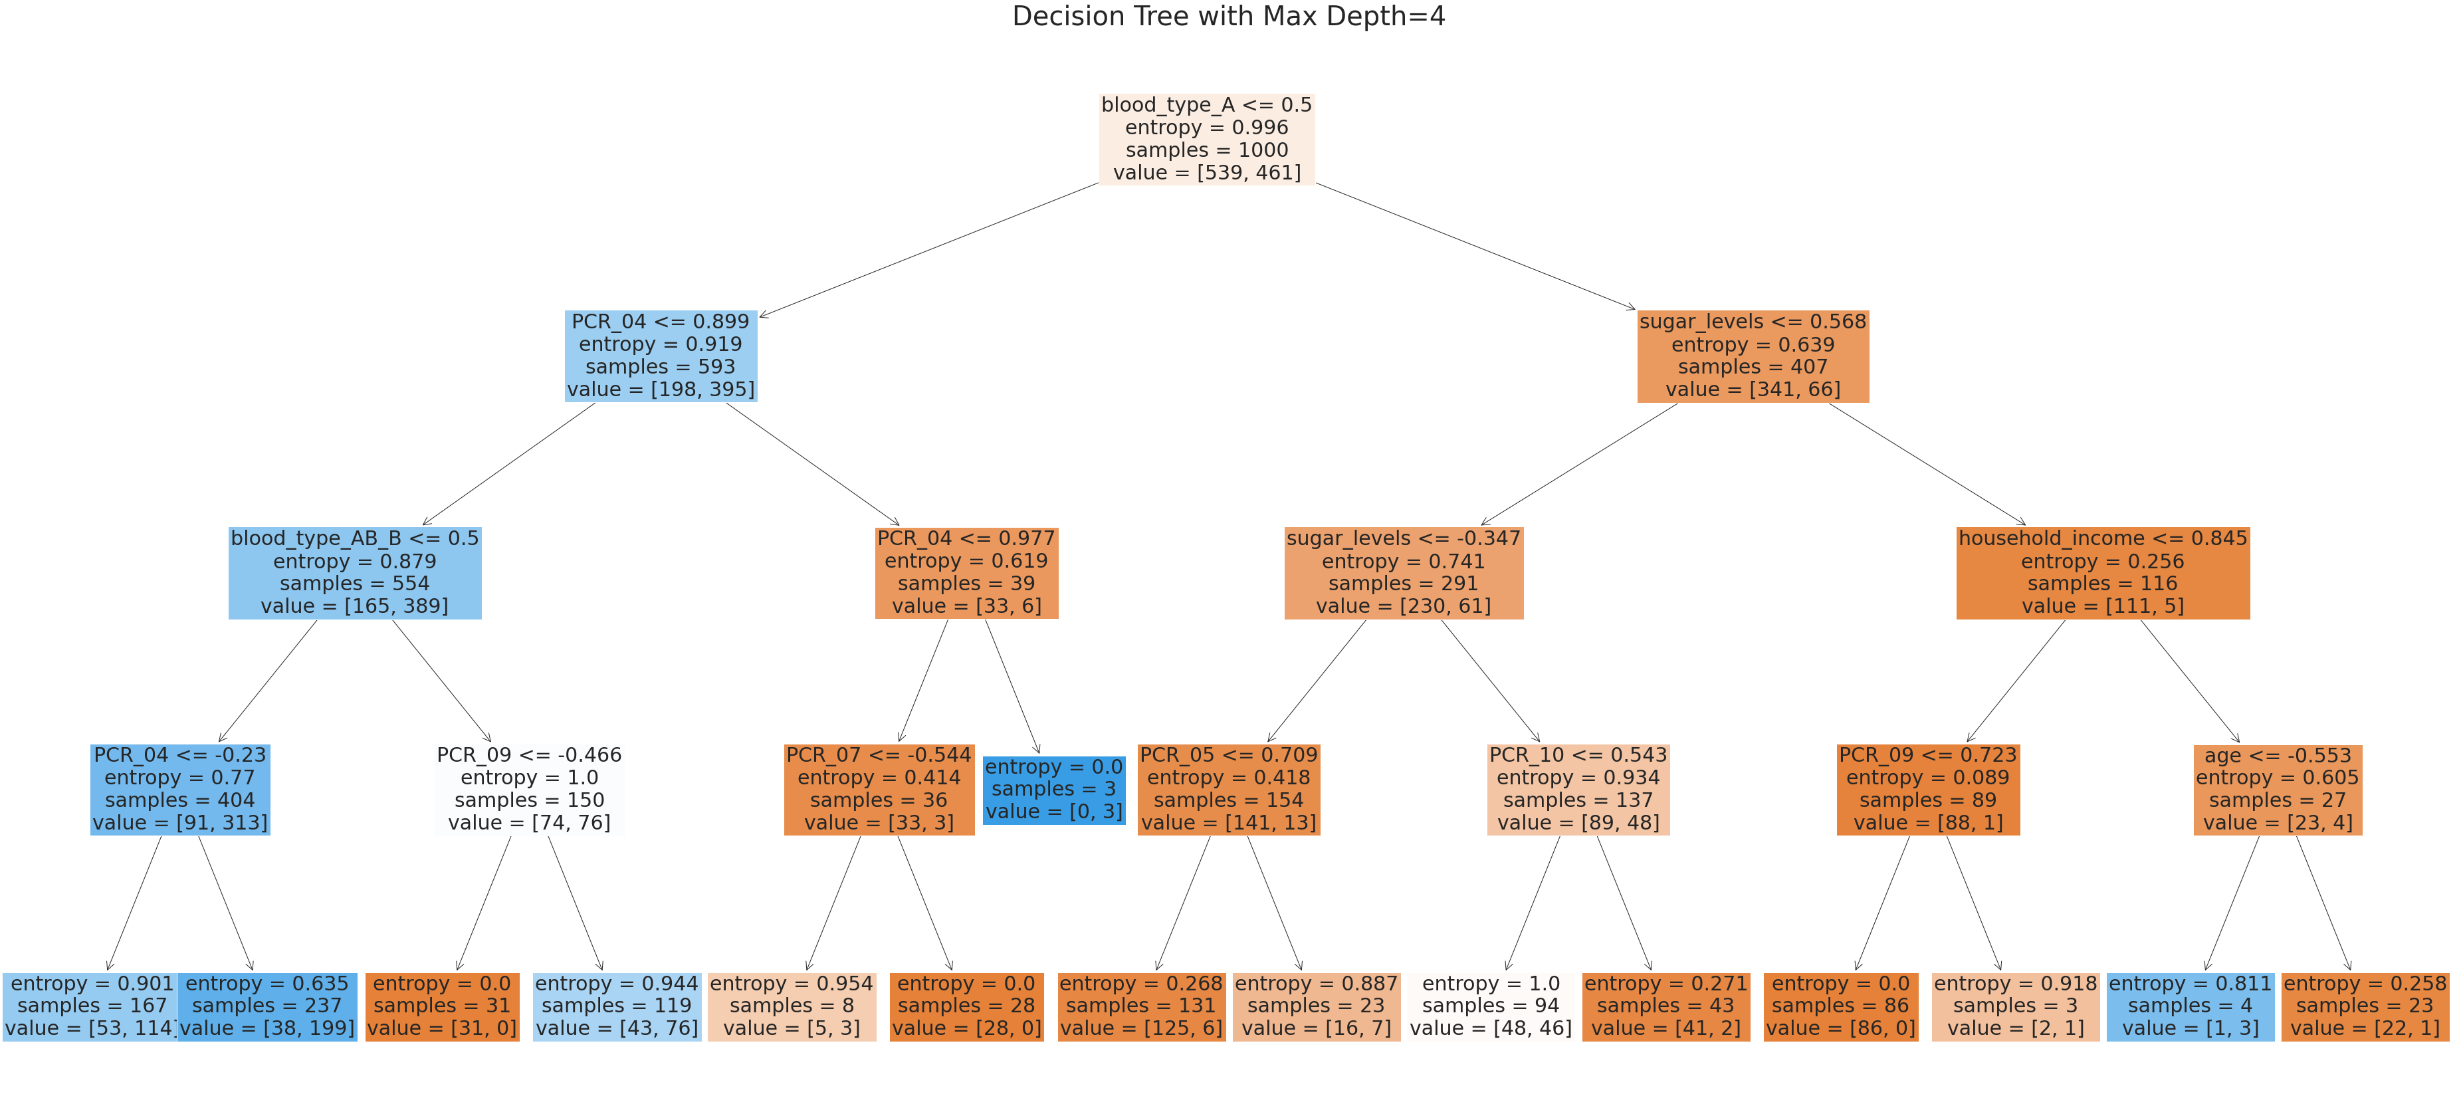 Decision Tree with Max Depth=4
blood_type_A <= 0.5
entropy = 0.996
samples = 1000
value = [539, 461]
PCR_04 <= 0.899
entropy = 0.919
samples = 593
value = [198, 395]
sugar_levels <= 0.568
entropy = 0.639
samples = 407
value = [341, 66]
blood_type_AB_B <= 0.5
entropy = 0.879
samples = 554
value = [165, 389]
PCR_04 <= 0.977
entropy = 0.619
samples = 39
value = [33, 6]
sugar_levels <= -0.347
entropy = 0.741
samples = 291
value = [230, 61]
household_income <= 0.845
entropy = 0.256
samples = 116
value = [111, 5]
PCR_04 <= -0.23
entropy = 0.77
samples = 404
value = [91, 313]
PCR_09 <= -0.466
entropy = 1.0
samples = 150
value = [74, 76]
PCR_07 <= -0.544
entropy = 0.414
samples = 36
value = [33, 3]
entropy = 0.0
samples = 3
value = [0, 3]
PCR_05 <= 0.709
entropy = 0.418
samples = 154
value = [141, 13]
PCR_10 <= 0.543
entropy = 0.934
samples = 137
value = [89, 48]
PCR_09 <= 0.723
entropy = 0.089
samples = 89
value = [88, 1]
age <= -0.553
entropy = 0.605
samples = 27
value = [23, 4]
entropy = 0.901
samples = 167
value = [53, 114]
entropy = 0.635
samples = 237
value = [38, 199]
entropy = 0.0
samples = 31
value = [31, 0]
entropy = 0.944
samples = 119
value = [43, 76]
entropy = 0.954
samples = 8
value = [5, 3]
entropy = 0.0
samples = 28
value = [28, 0]
entropy = 0.268
samples = 131
value = [125, 6]
entropy = 0.887
samples = 23
value = [16, 7]
entropy = 1.0
samples = 94
value = [48, 46]
entropy = 0.271
samples = 43
value = [41, 2]
entropy = 0.0
samples = 86
value = [86, 0]
entropy = 0.918
samples = 3
value = [2, 1]
entropy = 0.811
samples = 4
value = [1, 3]
entropy = 0.258
samples = 23
value = [22, 1]